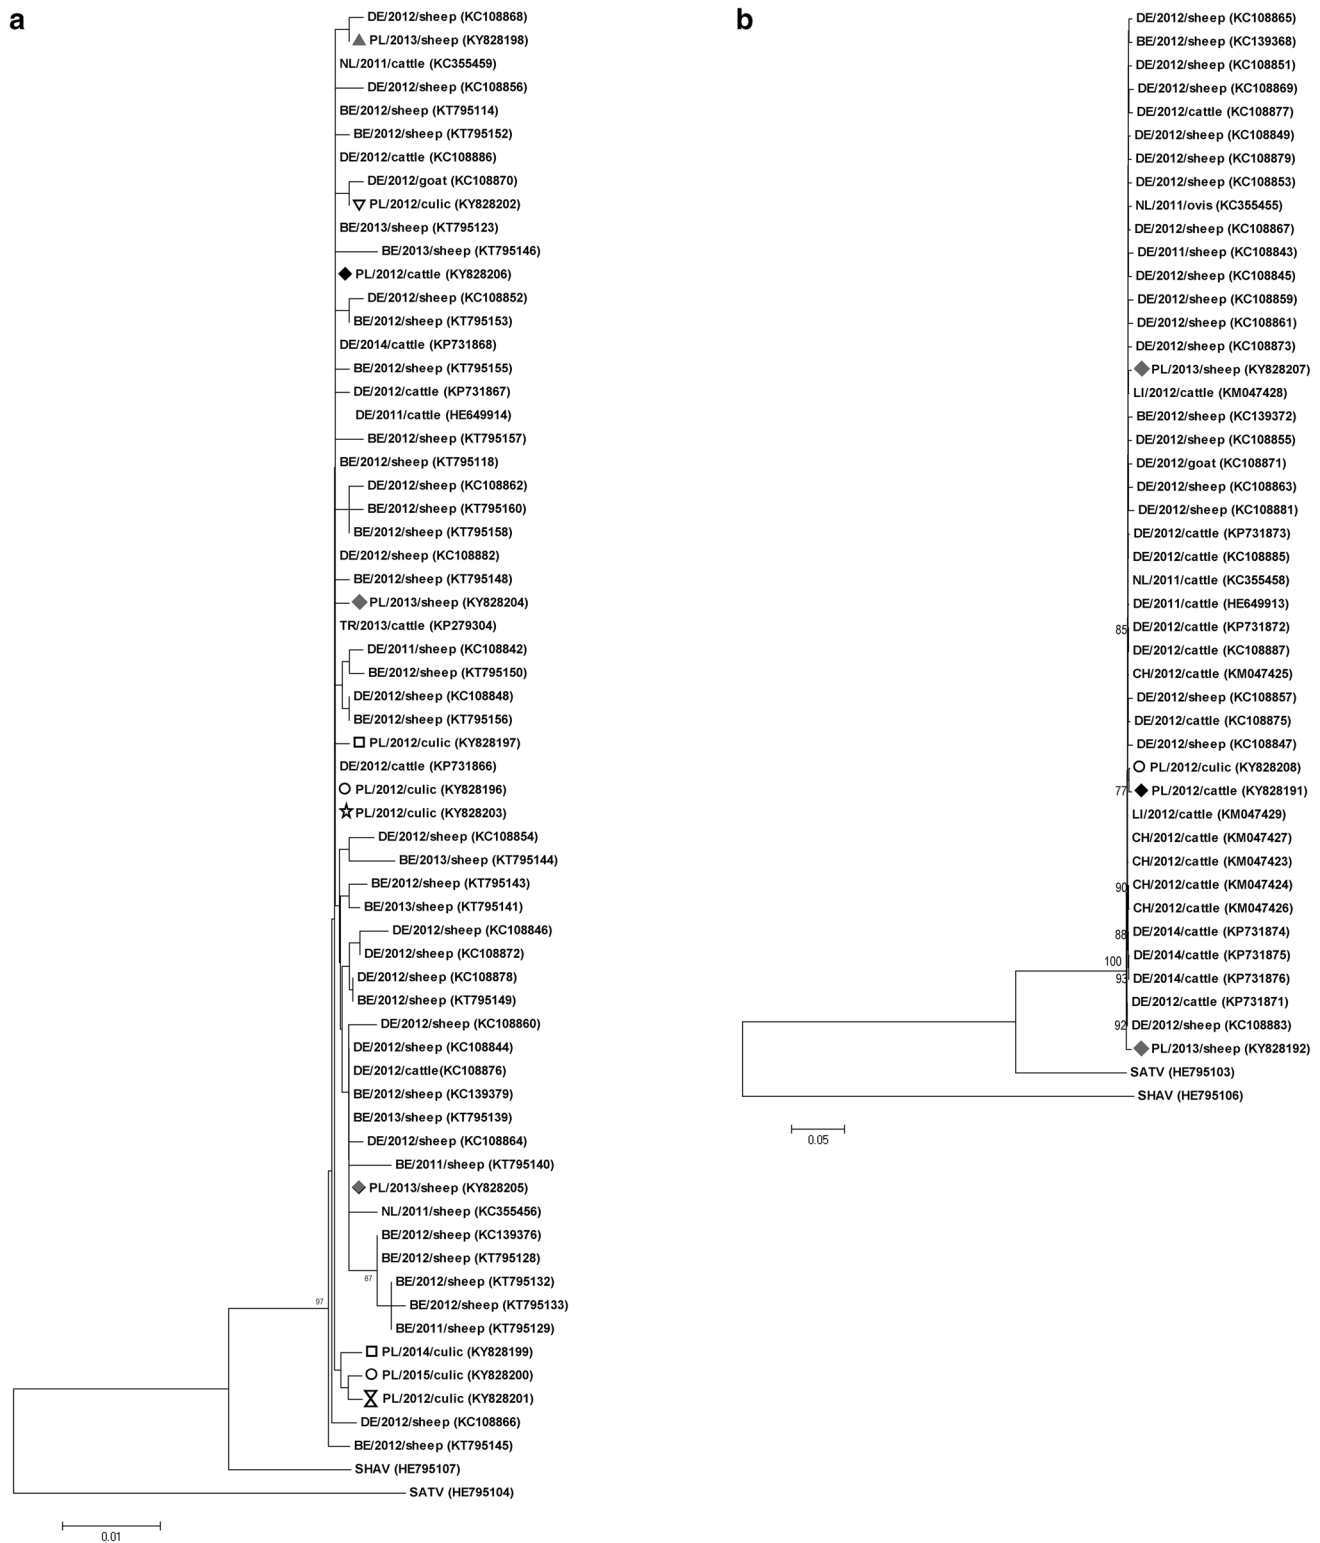 a
DE/2012/sheep (KC108868)
PL/2013/sheep (KY828198)
NL/2011/cattle (KC355459)
DE/2012/sheep (KC108856)
BE/2012/sheep (KT795114)
BE/2012/sheep (KT795152)
DE/2012/cattle (KC108886)
DE/2012/goat (KC108870)
PL/2012/culic (KY828202)
BE/2013/sheep (KT795123)
BE/2013/sheep (KT795146)
PL/2012/cattle (KY828206)
DE/2012/sheep (KC108852)
BE/2012/sheep (KT795153)
DE/2014/cattle (KP731868)
BE/2012/sheep (KT795155)
DE/2012/cattle (KP731867)
DE/2011/cattle (HE649914)
BE/2012/sheep (KT795157)
BE/2012/sheep (KT795118)
DE/2012/sheep (KC108862)
BE/2012/sheep (KT795160)
BE/2012/sheep (KT795158)
DE/2012/sheep (KC108882)
BE/2012/sheep (KT795148)
PL/2013/sheep (KY828204)
TR/2013/cattle (KP279304)
DE/2011/sheep (KC108842)
BE/2012/sheep (KT795150)
DE/2012/sheep (KC108848)
BE/2012/sheep (KT795156)
PL/2012/culic (KY828197)
DE/2012/cattle (KP731866)
PL/2012/culic (KY828196)
PL/2012/culic (KY828203)
DE/2012/sheep (KC108854)
BE/2013/sheep (KT795144)
BE/2012/sheep (KT795143)
BE/2013/sheep (KT795141)
DE/2012/sheep (KC108846)
DE/2012/sheep (KC108872)
DE/2012/sheep (KC108878)
BE/2012/sheep (KT795149)
DE/2012/sheep (KC108860)
DE/2012/sheep (KC108844)
DE/2012/cattle(KC108876)
BE/2012/sheep (KC139379)
BE/2013/sheep (KT795139)
DE/2012/sheep (KC108864)
BE/2011/sheep (KT795140)
PL/2013/sheep (KY828205)
NL/2011/sheep (KC355456)
BE/2012/sheep (KC139376)
BE/2012/sheep (KT795128)
87
BE/2012/sheep (KT795132)
BE/2012/sheep (KT795133)
97
BE/2011/sheep (KT795129)
PL/2014/culic (KY828199)
PL/2015/culic (KY828200)
PL/2012/culic (KY828201)
DE/2012/sheep (KC108866)
BE/2012/sheep (KT795145)
SHAV (HE795107)
SATV (HE795104)
0.01
b
DE/2012/sheep (KC108865)
BE/2012/sheep (KC139368)
DE/2012/sheep (KC108851)
DE/2012/sheep (KC108869)
DE/2012/cattle (KC108877)
DE/2012/sheep (KC108849)
DE/2012/sheep (KC108879)
DE/2012/sheep (KC108853)
NL/2011/ovis (KC355455)
DE/2012/sheep (KC108867)
DE/2011/sheep (KC108843)
DE/2012/sheep (KC108845)
DE/2012/sheep (KC108859)
DE/2012/sheep (KC108861)
DE/2012/sheep (KC108873)
PL/2013/sheep (KY828207)
LI/2012/cattle (KM047428)
BE/2012/sheep (KC139372)
DE/2012/sheep (KC108855)
DE/2012/goat (KC108871)
DE/2012/sheep (KC108863)
DE/2012/sheep (KC108881)
DE/2012/cattle (KP731873)
DE/2012/cattle (KC108885)
NL/2011/cattle (KC355458)
DE/2011/cattle (HE649913)
85 DE/2012/cattle (KP731872)
DE/2012/cattle (KC108887)
CH/2012/cattle (KM047425)
DE/2012/sheep (KC108857)
DE/2012/cattle (KC108875)
DE/2012/sheep (KC108847)
PL/2012/culic (KY828208)
77 PL/2012/cattle (KY828191)
LI/2012/cattle (KM047429)
CH/2012/cattle (KM047427)
CH/2012/cattle (KM047423)
90 CH/2012/cattle (KM047424)
CH/2012/cattle (KM047426)
88 DE/2014/cattle (KP731874)
100 DE/2014/cattle (KP731875)
93 DE/2014/cattle (KP731876)
DE/2012/cattle (KP731871)
92 DE/2012/sheep (KC108883)
PL/2013/sheep (KY828192)
SATV (HE795103)
SHAV (HE795106)
0.05